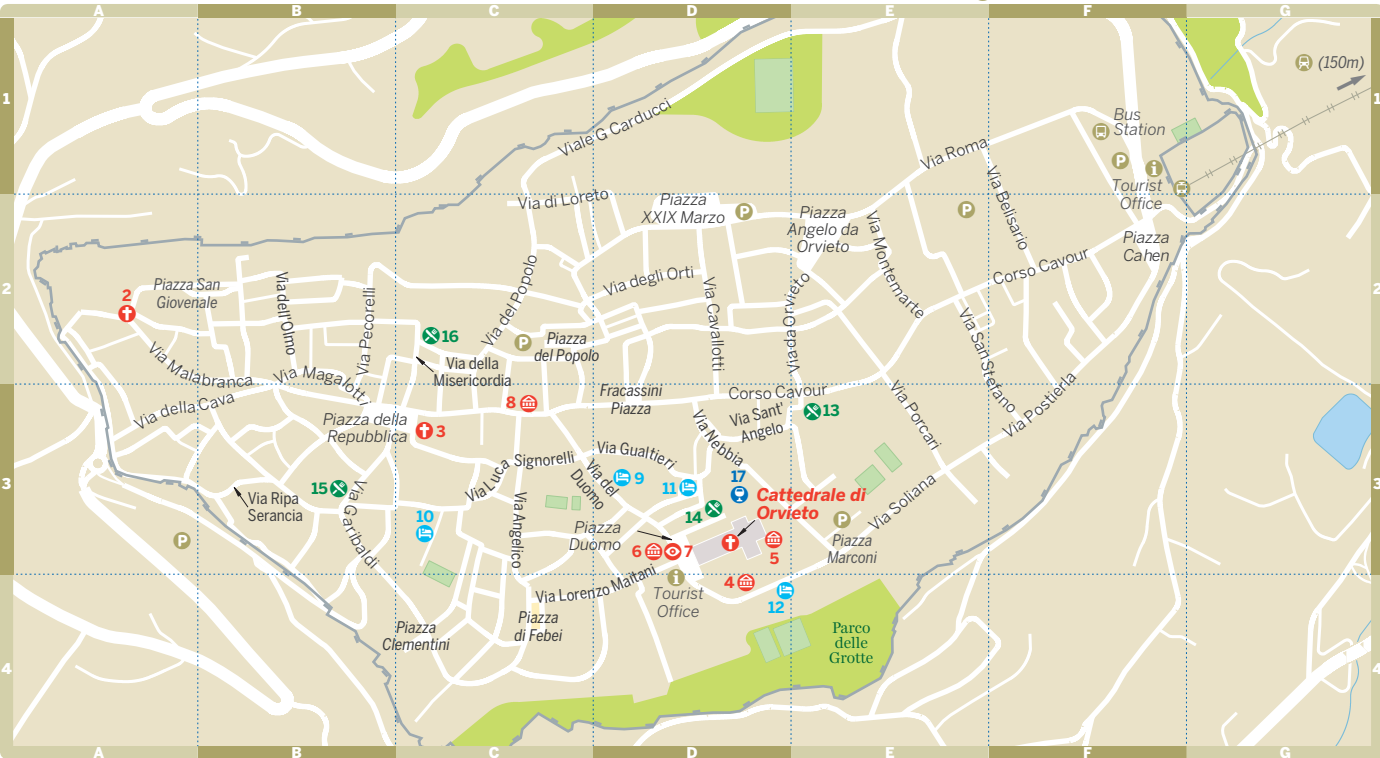 A B C D E F G
1
(150m)
1
Bus
Station
P
i
Tourist
Office
Viale G Carducci
Via Roma
Via di Loreto
Piazza
XXIX Marzo
P
Piazza
Angelo da
Orvieto
P
Via Belisario
Via Montemarte
Piazza
Cahen
Corso Cavour
2
2
2
Piazza San
Giovenale
Via dell'Olmo
Via Pecorelli
16
Via del Popolo
P
Piazza
del Popolo
Via degli Orti
Via Cavallotti
Via da Orvieto
Via San Stefano
Via Malabranca
Via Magalotti
Via della
Misericordia
Via della Cava
Piazza della
Repubblica
3
8
Fracassini
Piazza
Corso Cavour
Via Sant'
Angelo
13
Via Porcari
Via Postierla
3
3
Via Nebbia
Via Gualtieri
Via Luca Signorelli
Via del
Duomo
9
11
17
Cattedrale di
Orvieto
14
15
Via Ripa
Serancia
Via Garibaldi
10
Via Angelico
Piazza
Duomo
6
7
5
P
Piazza
Marconi
Via Soliana
P
Via Lorenzo Maitani
i
Tourist
Office
4
12
Piazza
Clementini
Piazza
di Febei
Parco
delle
Grotte
4
4
A B C D E F G